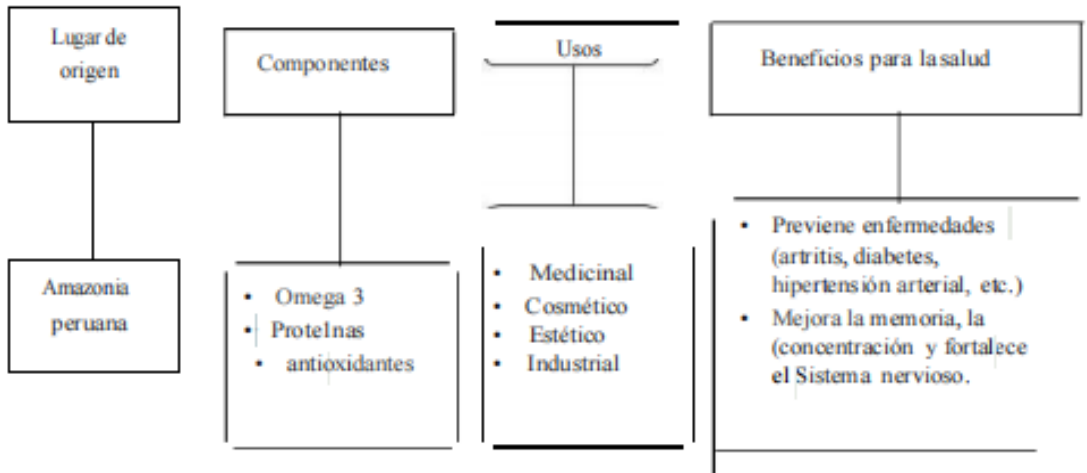 Lugar de
origen
Componentes
Usos
Beneficios para la salud
Amazonia
peruana
• Omega 3
• Protelnas
• antioxidantes
• Medicinal
• Cosmético
• Estético
• Industrial
• Previene enfermedades
(artritis, diabetes,
hipertensión arterial, etc.)
• Mejora la memoria, la
(concentración y fortalece
el Sistema nervioso.